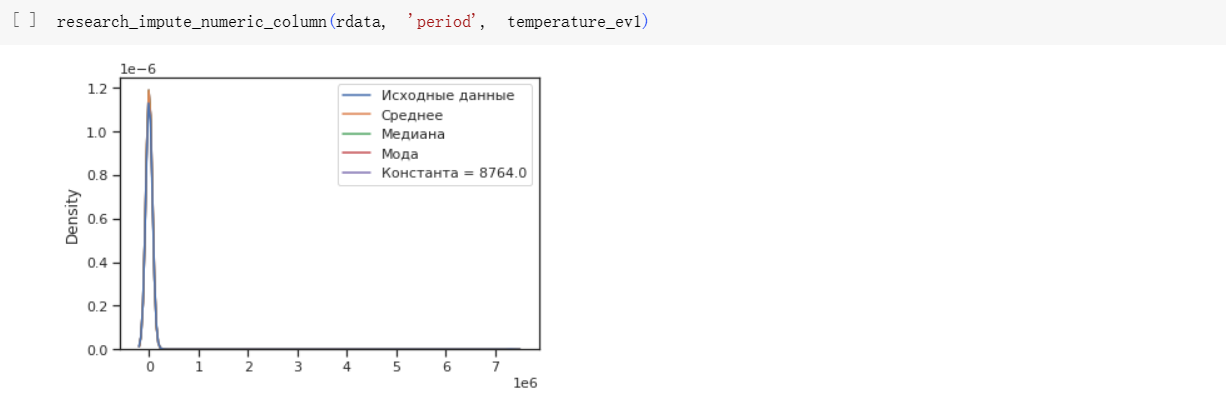 [ ] research_impute_numeric_column(rdata, 'period', temperature_ev1)
1e−6
1.2
1.0
0.8
0.6
0.4
0.2
0.0
Density
Исходные данные
Среднее
Медиана
Мода
Константа = 8764.0
0 1 2 3 4 5 6 7
1e6